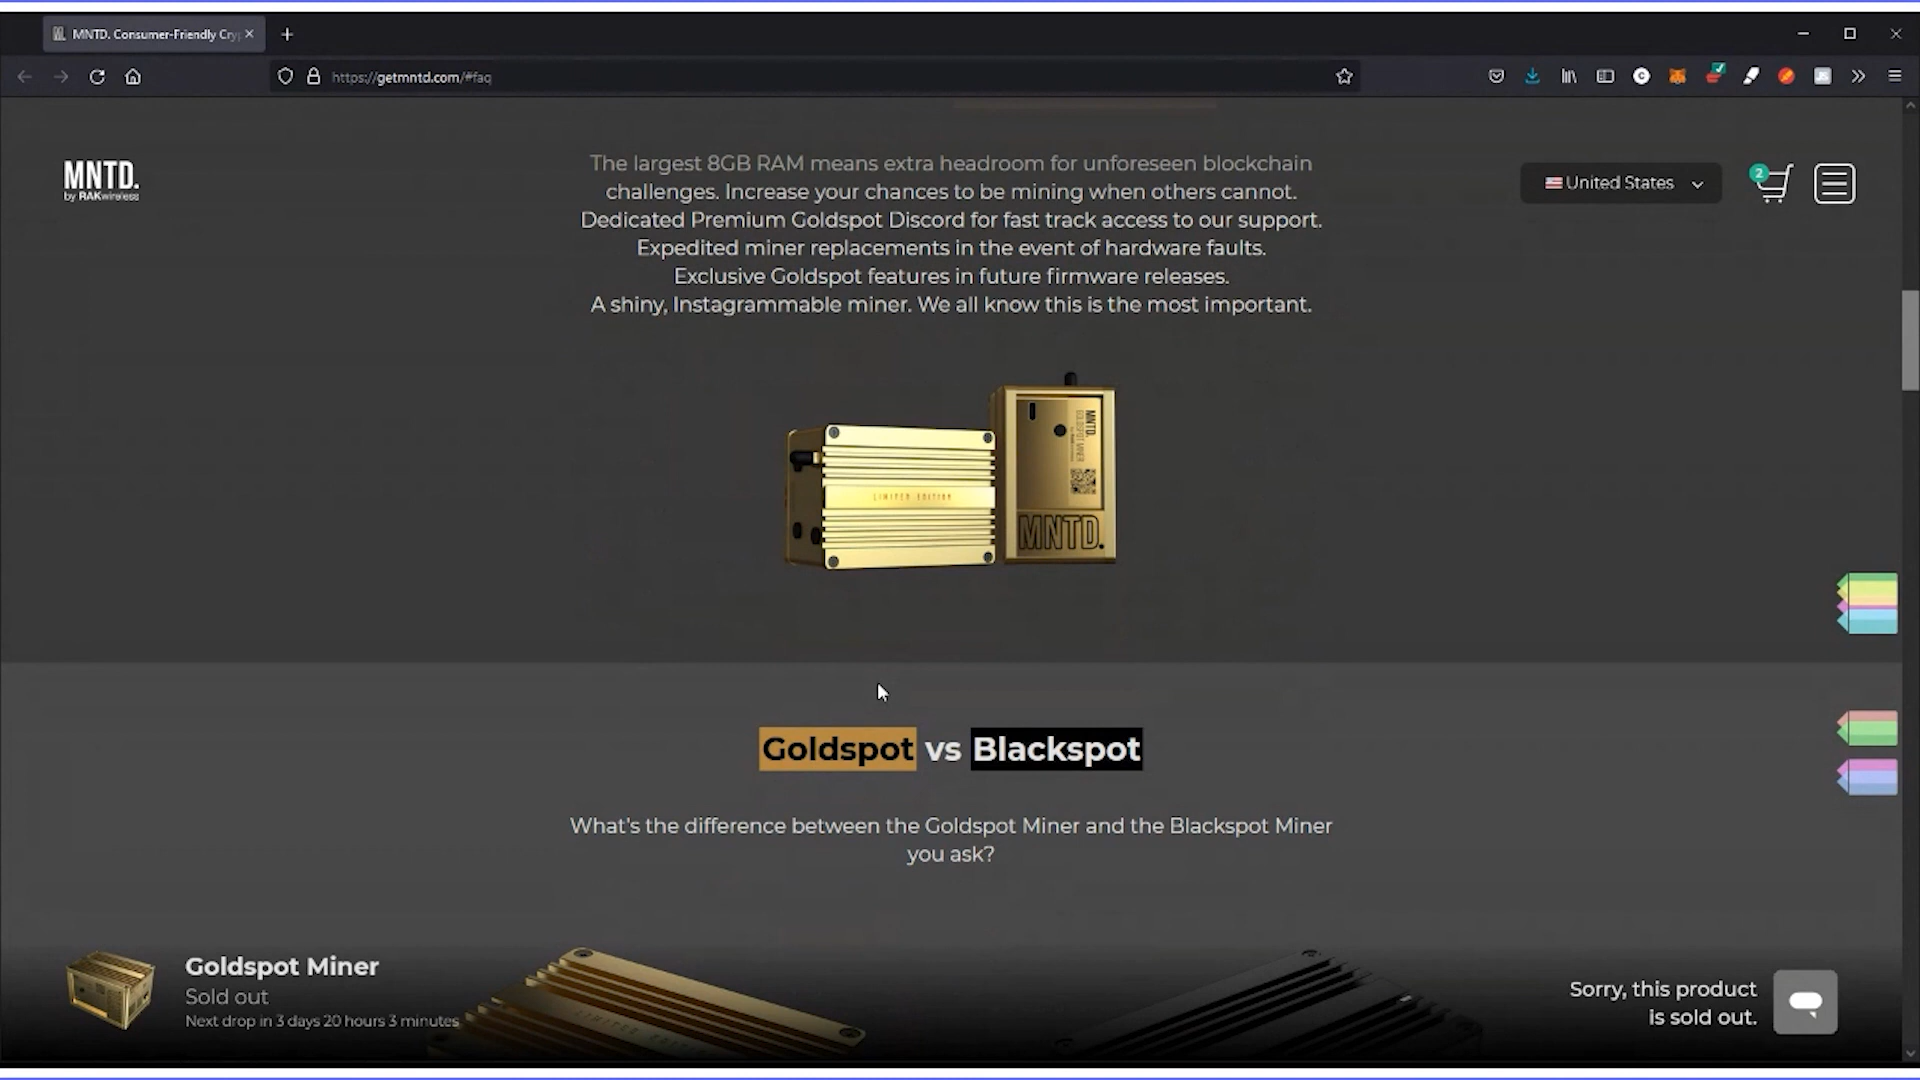 MNTD. Consumer-Friendly Cry
https://getmntd.com/#faq
MNTD.
by RAKwireless
United States
2
The largest 8GB RAM means extra headroom for unforeseen blockchain
challenges. Increase your chances to be mining when others cannot.
Dedicated Premium Goldspot Discord for fast track access to our support.
Expedited miner replacements in the event of hardware faults.
Exclusive Goldspot features in future firmware releases.
A shiny, Instagrammable miner. We all know this is the most important.
LIMITED EDITION
MNTD.
GOLDSPOT MINER
MNTD.
Goldspot vs Blackspot
What's the difference between the Goldspot Miner and the Blackspot Miner
you ask?
Goldspot Miner
Sold out
Next drop in 3 days 20 hours 3 minutes
Sorry, this product
is sold out.